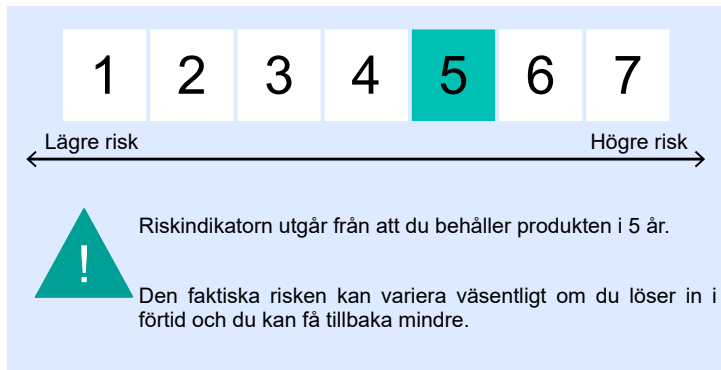 1 2 3 4 5 6 7
Lägre risk Högre risk
Riskindikatorn utgår från att du behåller produkten i 5 år.
!
Den faktiska risken kan variera väsentligt om du löser in i
förtid och du kan få tillbaka mindre.